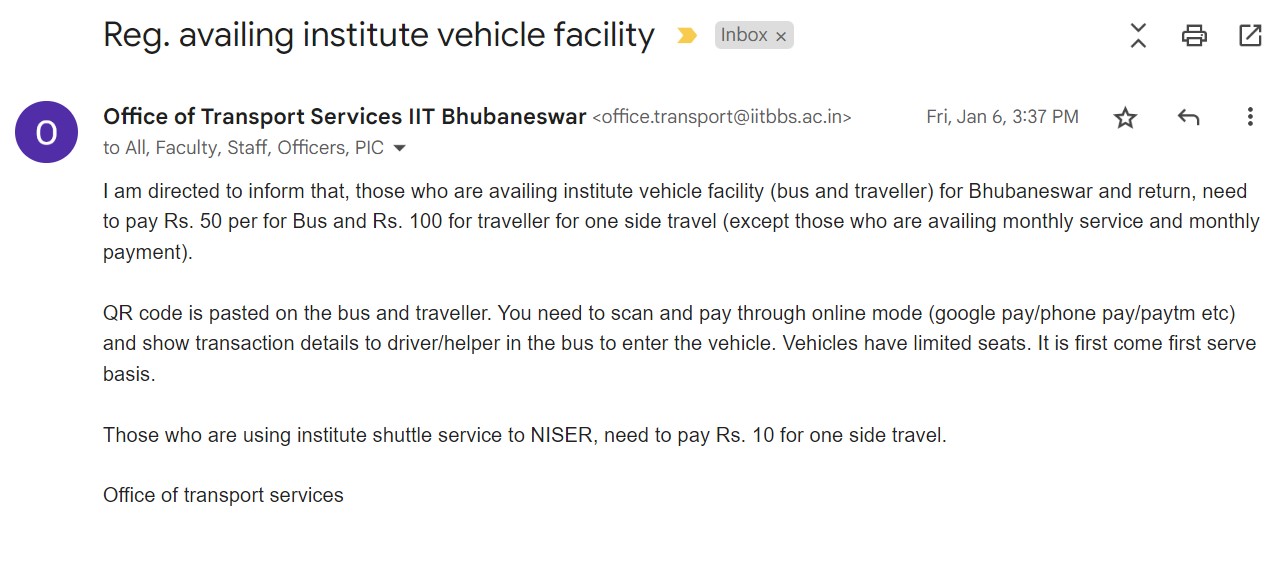 Reg. availing institute vehicle facility Inbox ×
O
Office of Transport Services IIT Bhubaneswar <office.transport@iitbbs.ac.in> Fri, Jan 6, 3:37 PM
to All, Faculty, Staff, Officers, PIC
I am directed to inform that, those who are availing institute vehicle facility (bus and traveller) for Bhubaneswar and return, need
to pay Rs. 50 per for Bus and Rs. 100 for traveller for one side travel (except those who are availing monthly service and monthly
payment).
QR code is pasted on the bus and traveller. You need to scan and pay through online mode (google pay/phone pay/paytm etc)
and show transaction details to driver/helper in the bus to enter the vehicle. Vehicles have limited seats. It is first come first serve
basis.
Those who are using institute shuttle service to NISER, need to pay Rs. 10 for one side travel.
Office of transport services